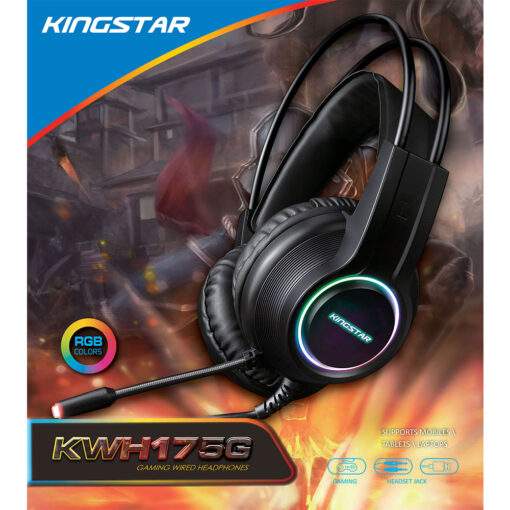 KINGSTAR
KINGSTAR
RGB
COLORS
KWH175G
GAMING WIRED HEADPHONES
SUPPORTS MOBILES \
TABLETS \ LAPTOPS
GAMING
HEADSET JACK